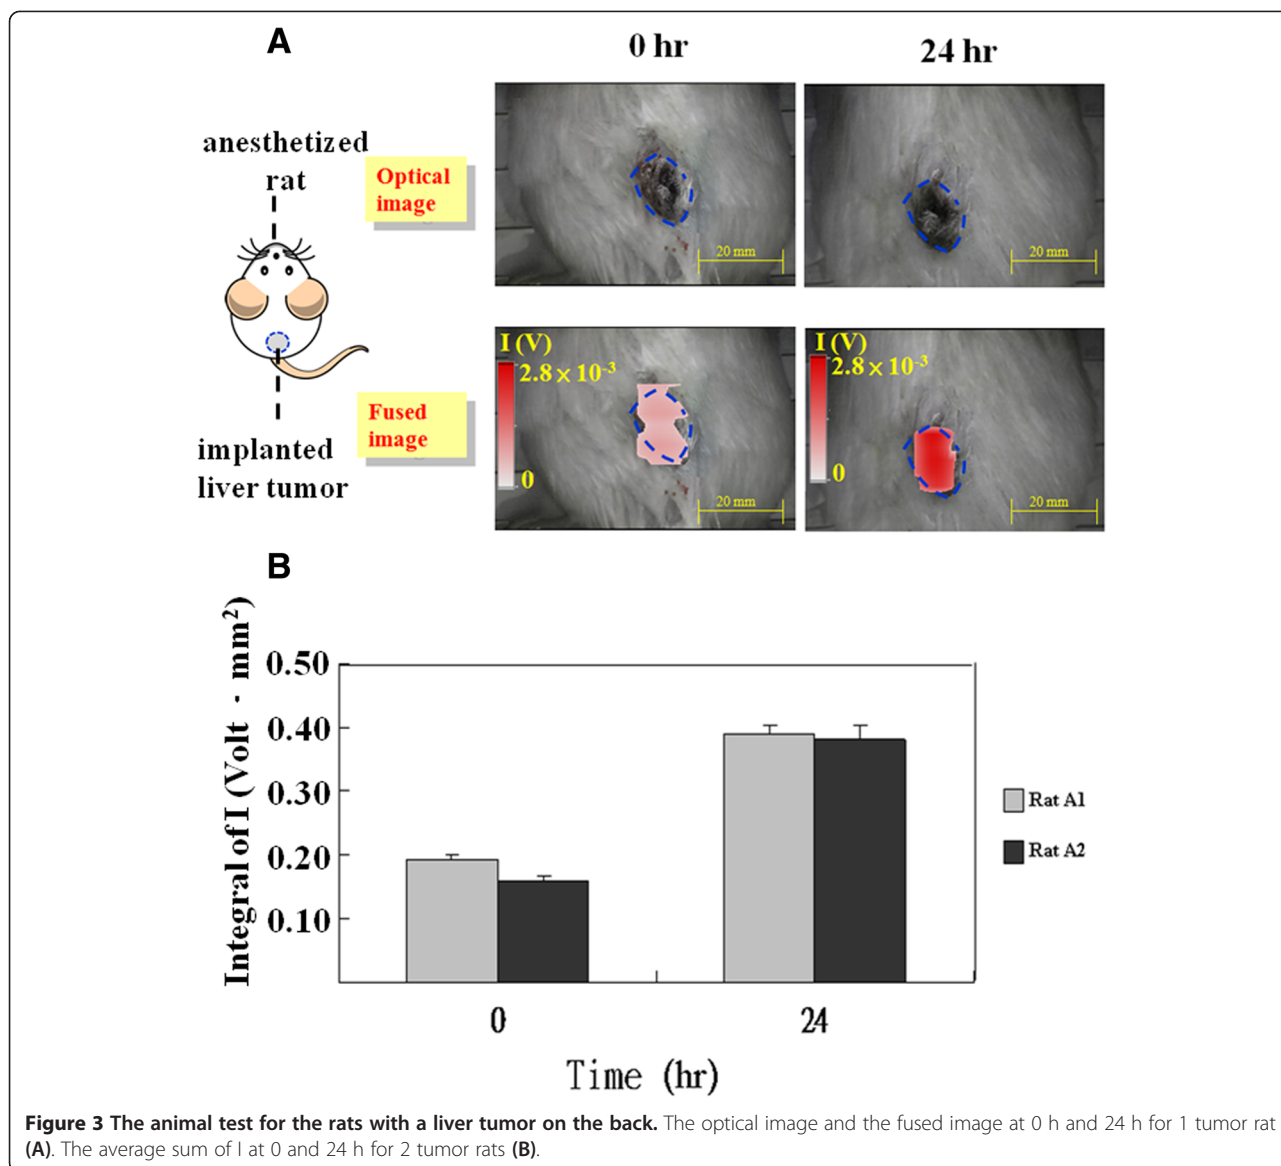 A
0 hr
24 hr
anesthetized
rat
Optical
image
20 mm
20 mm
I (V)
2.8 × 10-3
0
I (V)
2.8 × 10-3
0
Fused
image
implanted
liver tumor
20 mm
20 mm
B
Integral of I (Volt · mm2)
0.50
0.40
0.30
0.20
0.10
Rat A1
Rat A2
0
24
Time (hr)
Figure 3 The animal test for the rats with a liver tumor on the back. The optical image and the fused image at 0 h and 24 h for 1 tumor rat
(A). The average sum of I at 0 and 24 h for 2 tumor rats (B).